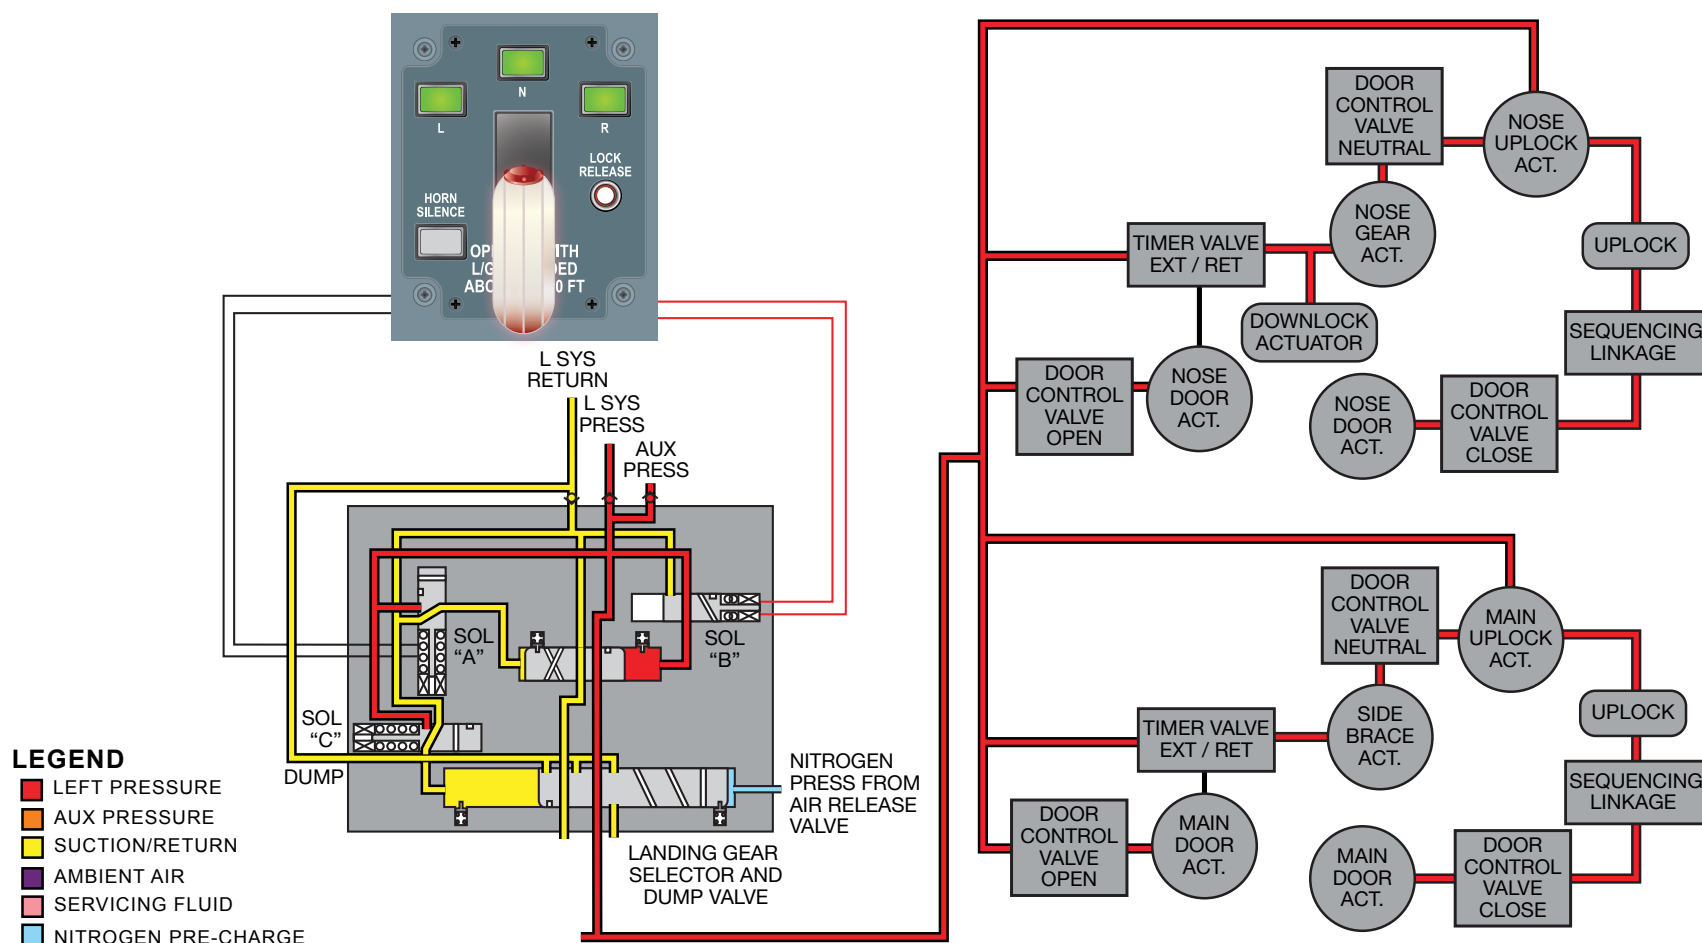 N
L
R
LOCK
RELEASE
HORN
SILENCE
L SYS
RETURN
L SYS
PRESS
AUX
PRESS
SOL
"A"
SOL
"B"
SOL
"C"
DUMP
NITROGEN
PRESS FROM
AIR RELEASE
VALVE
LANDING GEAR
SELECTOR AND
DUMP VALVE
LEGEND
LEFT PRESSURE
AUX PRESSURE
SUCTION/RETURN
AMBIENT AIR
SERVICING FLUID
NITROGEN PRE-CHARGE
DOOR
CONTROL
VALVE
NEUTRAL
NOSE
UPLOCK
ACT.
NOSE
GEAR
ACT.
TIMER VALVE
EXT / RET
UPLOCK
DOWNLOCK
ACTUATOR
SEQUENCING
LINKAGE
DOOR
CONTROL
VALVE
OPEN
NOSE
DOOR
ACT.
NOSE
DOOR
ACT.
DOOR
CONTROL
VALVE
CLOSE
DOOR
CONTROL
VALVE
NEUTRAL
MAIN
UPLOCK
ACT.
SIDE
BRACE
ACT.
TIMER VALVE
EXT / RET
UPLOCK
SEQUENCING
LINKAGE
DOOR
CONTROL
VALVE
OPEN
MAIN
DOOR
ACT.
MAIN
DOOR
ACT.
DOOR
CONTROL
VALVE
CLOSE